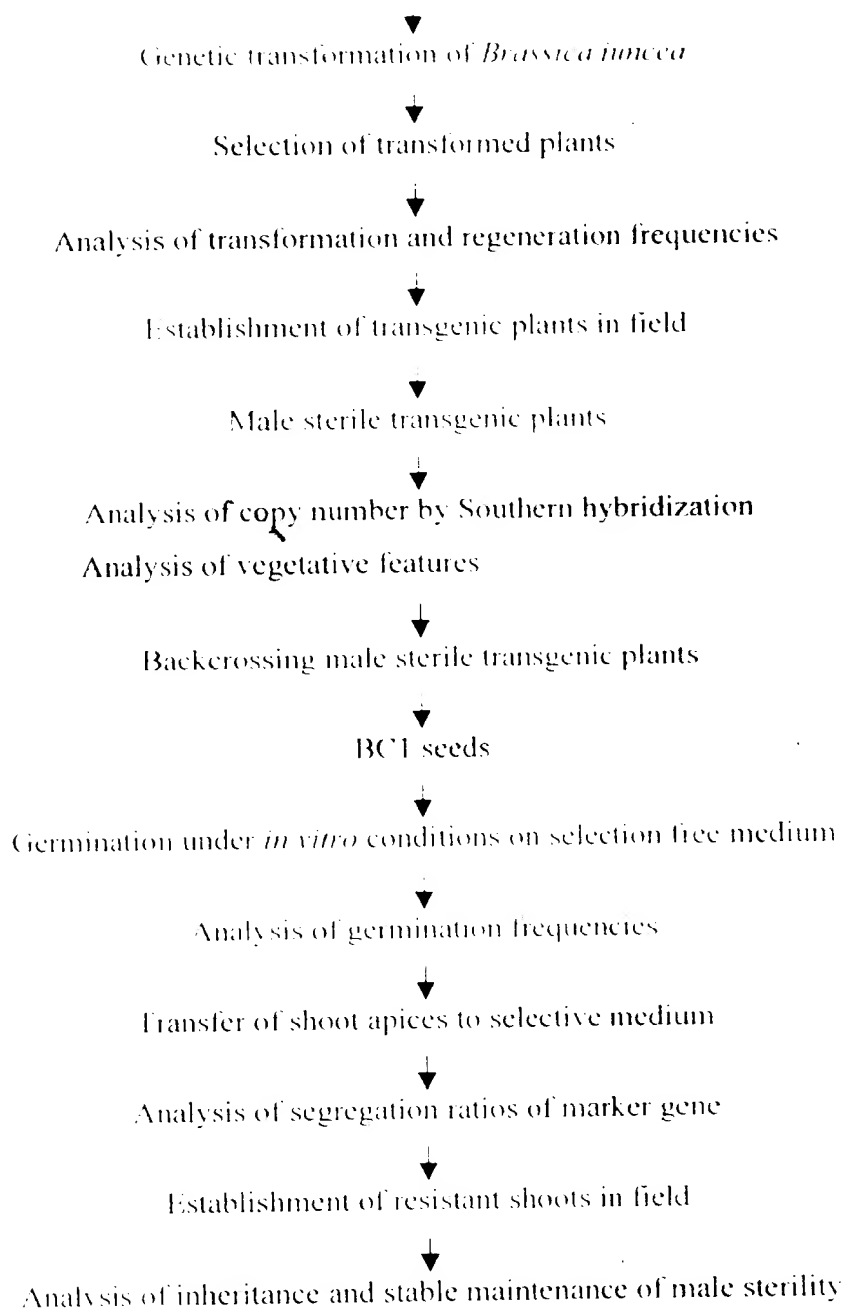 Genetic transformation of Brassica juncea
Selection of transformed plants
Analysis of transformation and regeneration frequencies
Establishment of transgenic plants in field
Male sterile transgenic plants
Analysis of copy number by Southern hybridization
Analysis of vegetative features
Backcrossing male sterile transgenic plants
BC1 seeds
Germination under in vitro conditions on selection free medium
Analysis of germination frequencies
Transfer of shoot apices to selective medium
Analysis of segregation ratios of marker gene
Establishment of resistant shoots in field
Analysis of inheritance and stable maintenance of male sterility